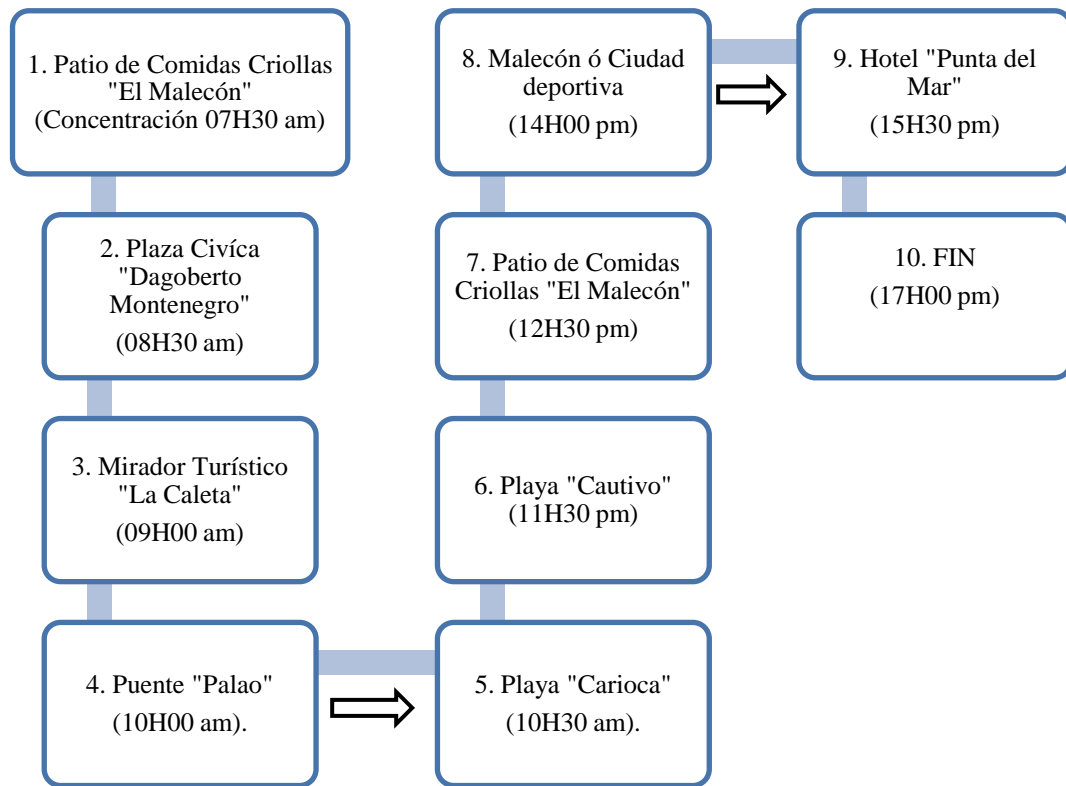 1. Patio de Comidas Criollas
"El Malecón"
(Concentración 07H30 am)
2. Plaza Civíca
"Dagoberto
Montenegro"
(08H30 am)
3. Mirador Turístico
"La Caleta"
(09H00 am)
4. Puente "Palao"
(10H00 am).
5. Playa "Carioca"
(10H30 am).
6. Playa "Cautivo"
(11H30 pm)
7. Patio de Comidas
Criollas "El Malecón"
(12H30 pm)
8. Malecón ó Ciudad
deportiva
(14H00 pm)
9. Hotel "Punta del
Mar"
(15H30 pm)
10. FIN
(17H00 pm)